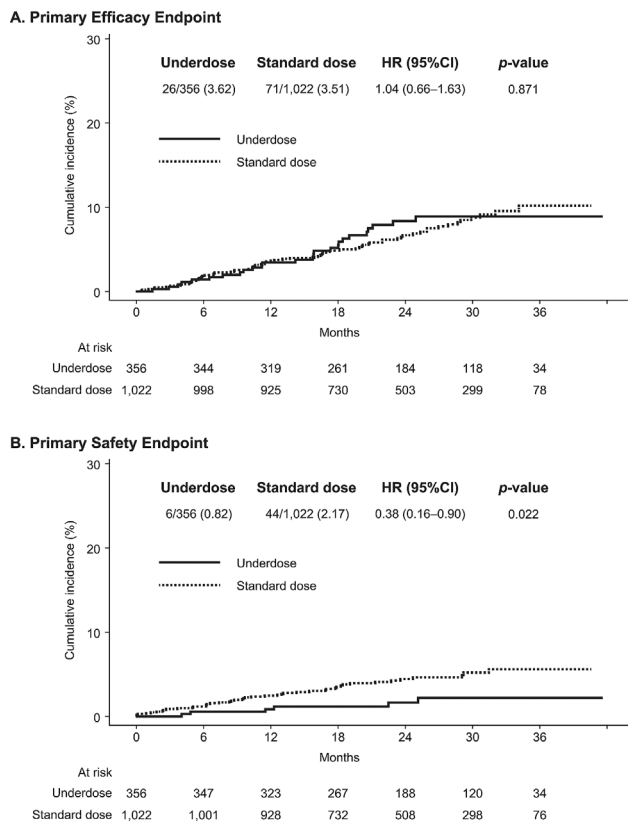 A. Primary Efficacy Endpoint
30
Underdose Standard dose HR (95%CI) p-value
26/356 (3.62) 71/1,022 (3.51) 1.04 (0.66–1.63) 0.871
20
Underdose
Standard dose
10
0
Cumulative incidence (%)
0 6 12 18 24 30 36
Months
At risk
Underdose 356 344 319 261 184 118 34
Standard dose 1,022 998 925 730 503 299 78
B. Primary Safety Endpoint
30
Underdose Standard dose HR (95%CI) p-value
6/356 (0.82) 44/1,022 (2.17) 0.38 (0.16–0.90) 0.022
20
Underdose
Standard dose
10
0
Cumulative incidence (%)
0 6 12 18 24 30 36
Months
At risk
Underdose 356 347 323 267 188 120 34
Standard dose 1,022 1,001 928 732 508 298 76